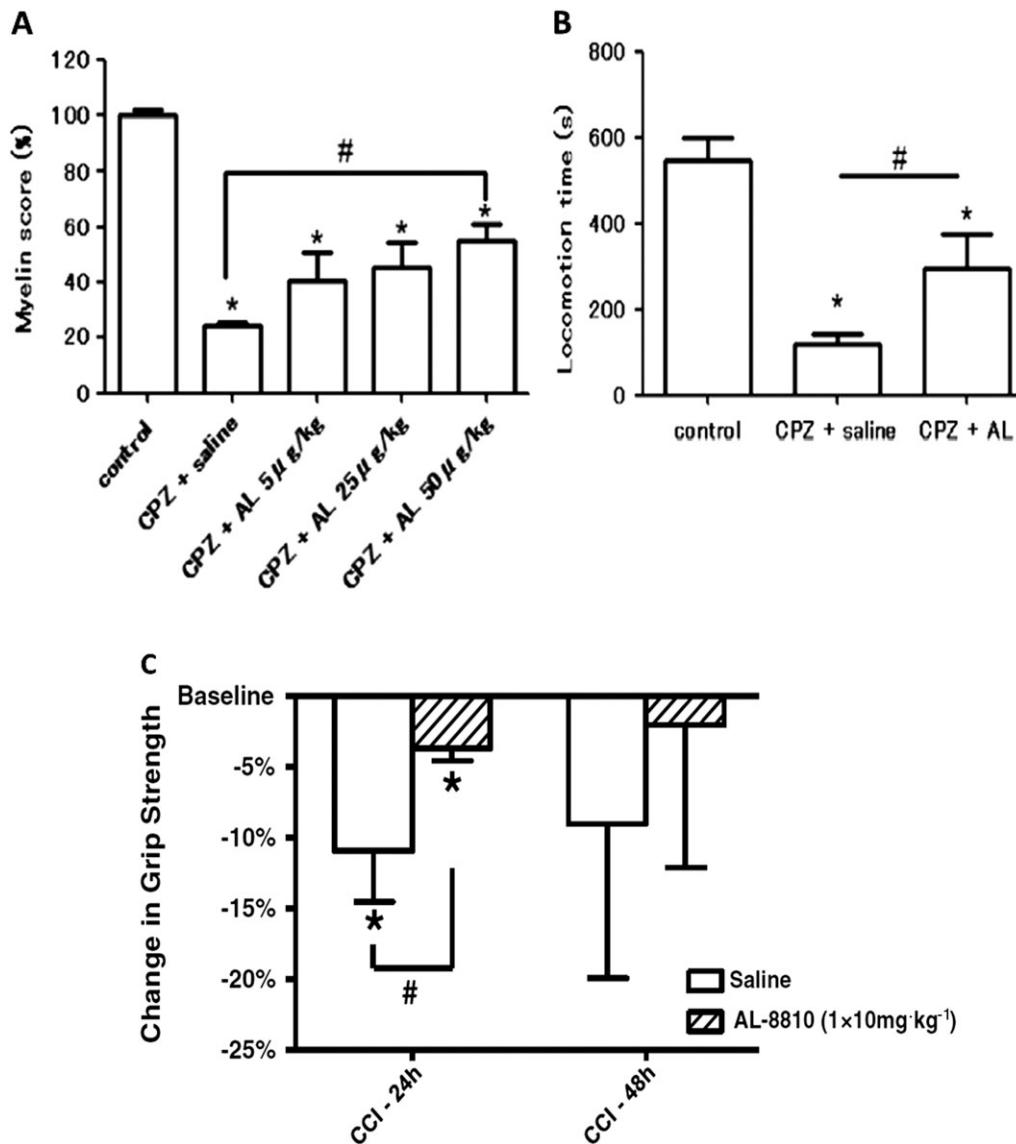 A
Myelin score (%)
120
100
80
60
40
20
0
#
*
*
*
*
control
CPZ + saline
CPZ + AL 5μg/kg
CPZ + AL 25μg/kg
CPZ + AL 50μg/kg
B
Locomotion time (s)
800
600
400
200
0
#
*
*
control
CPZ + saline
CPZ + AL
C
Change in Grip Strength
Baseline
-5%
-10%
-15%
-20%
-25%
*
*
#
Saline
AL-8810 (1×10mg·kg⁻¹)
CCI - 24h
CCI - 48h